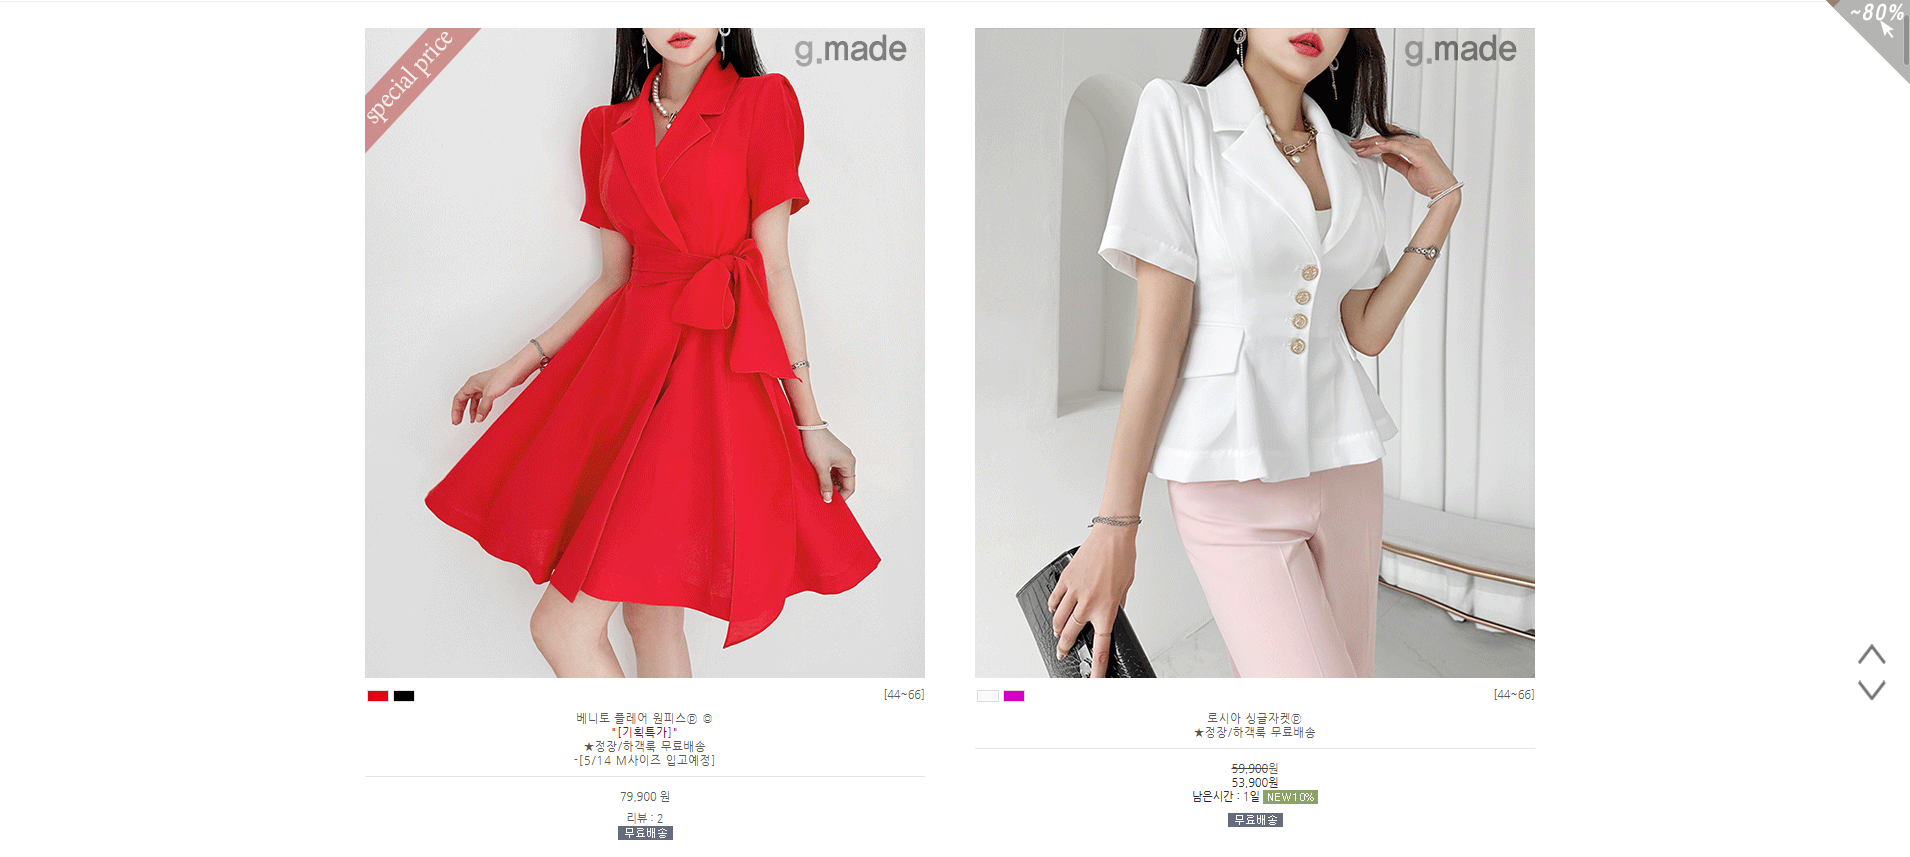 ~80%
special price
g.made
g.made
[44~66]
베니토 플레어 원피스ⓟ ☺
"[기획특가]"
★정장/하객룩 무료배송
-[5/14 M사이즈 입고예정]
79,900 원
리뷰 : 2
무료배송
[44~66]
로시아 싱글자켓ⓟ
★정장/하객룩 무료배송
59,900원
53,900원
남은시간 : 1일 NEW10%
무료배송